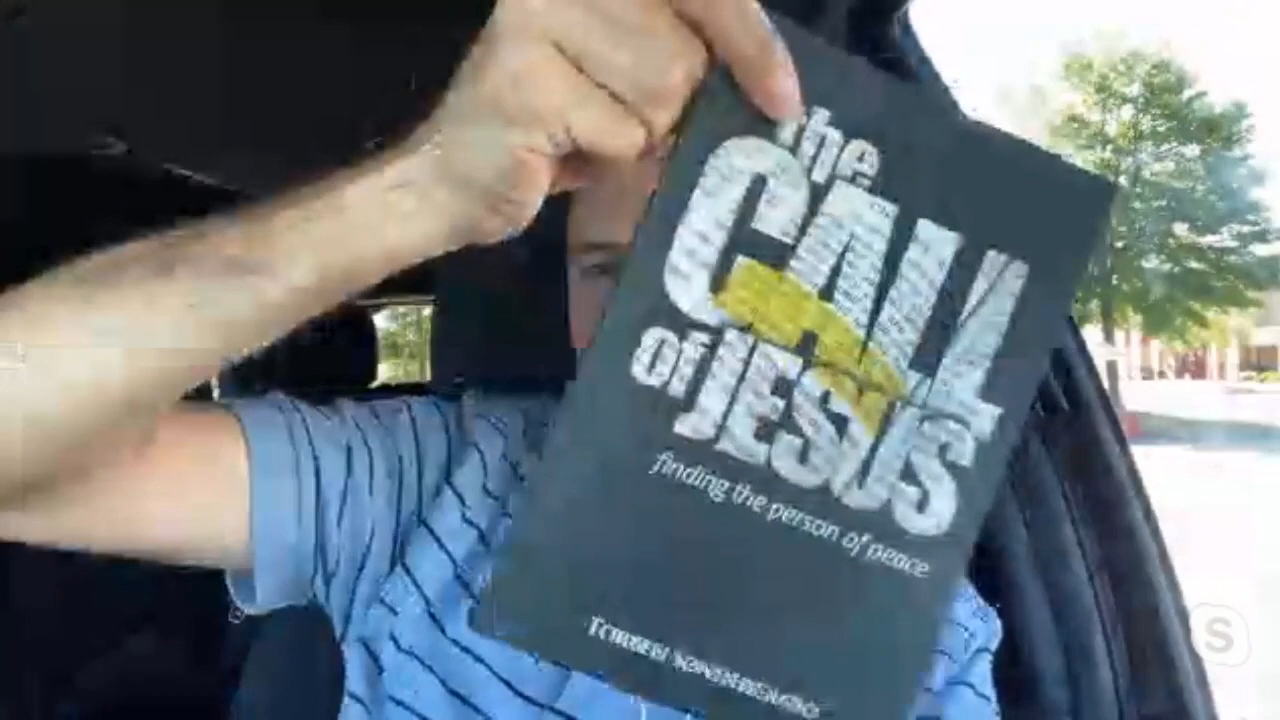 the
CALL
of JESUS
finding the person of peace
S